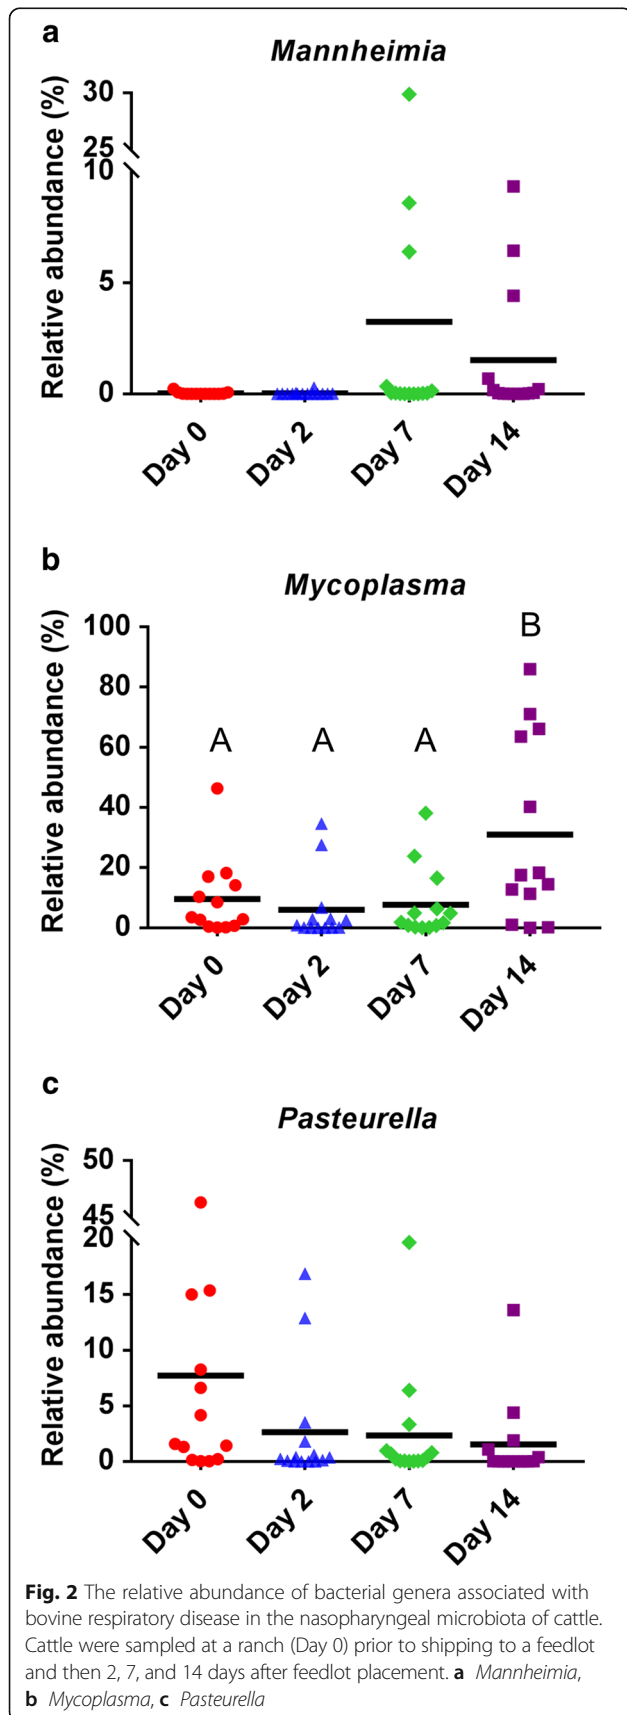 a
Mannheimia
Relative abundance (%)
30
25
10
5
0
Day 0
Day 2
Day 7
Day 14
b
Mycoplasma
Relative abundance (%)
100
80
60
40
20
0
A
A
A
B
Day 0
Day 2
Day 7
Day 14
c
Pasteurella
Relative abundance (%)
50
45
20
15
10
5
0
Day 0
Day 2
Day 7
Day 14
Fig. 2 The relative abundance of bacterial genera associated with
bovine respiratory disease in the nasopharyngeal microbiota of cattle.
Cattle were sampled at a ranch (Day 0) prior to shipping to a feedlot
and then 2, 7, and 14 days after feedlot placement. a Mannheimia,
b Mycoplasma, c Pasteurella